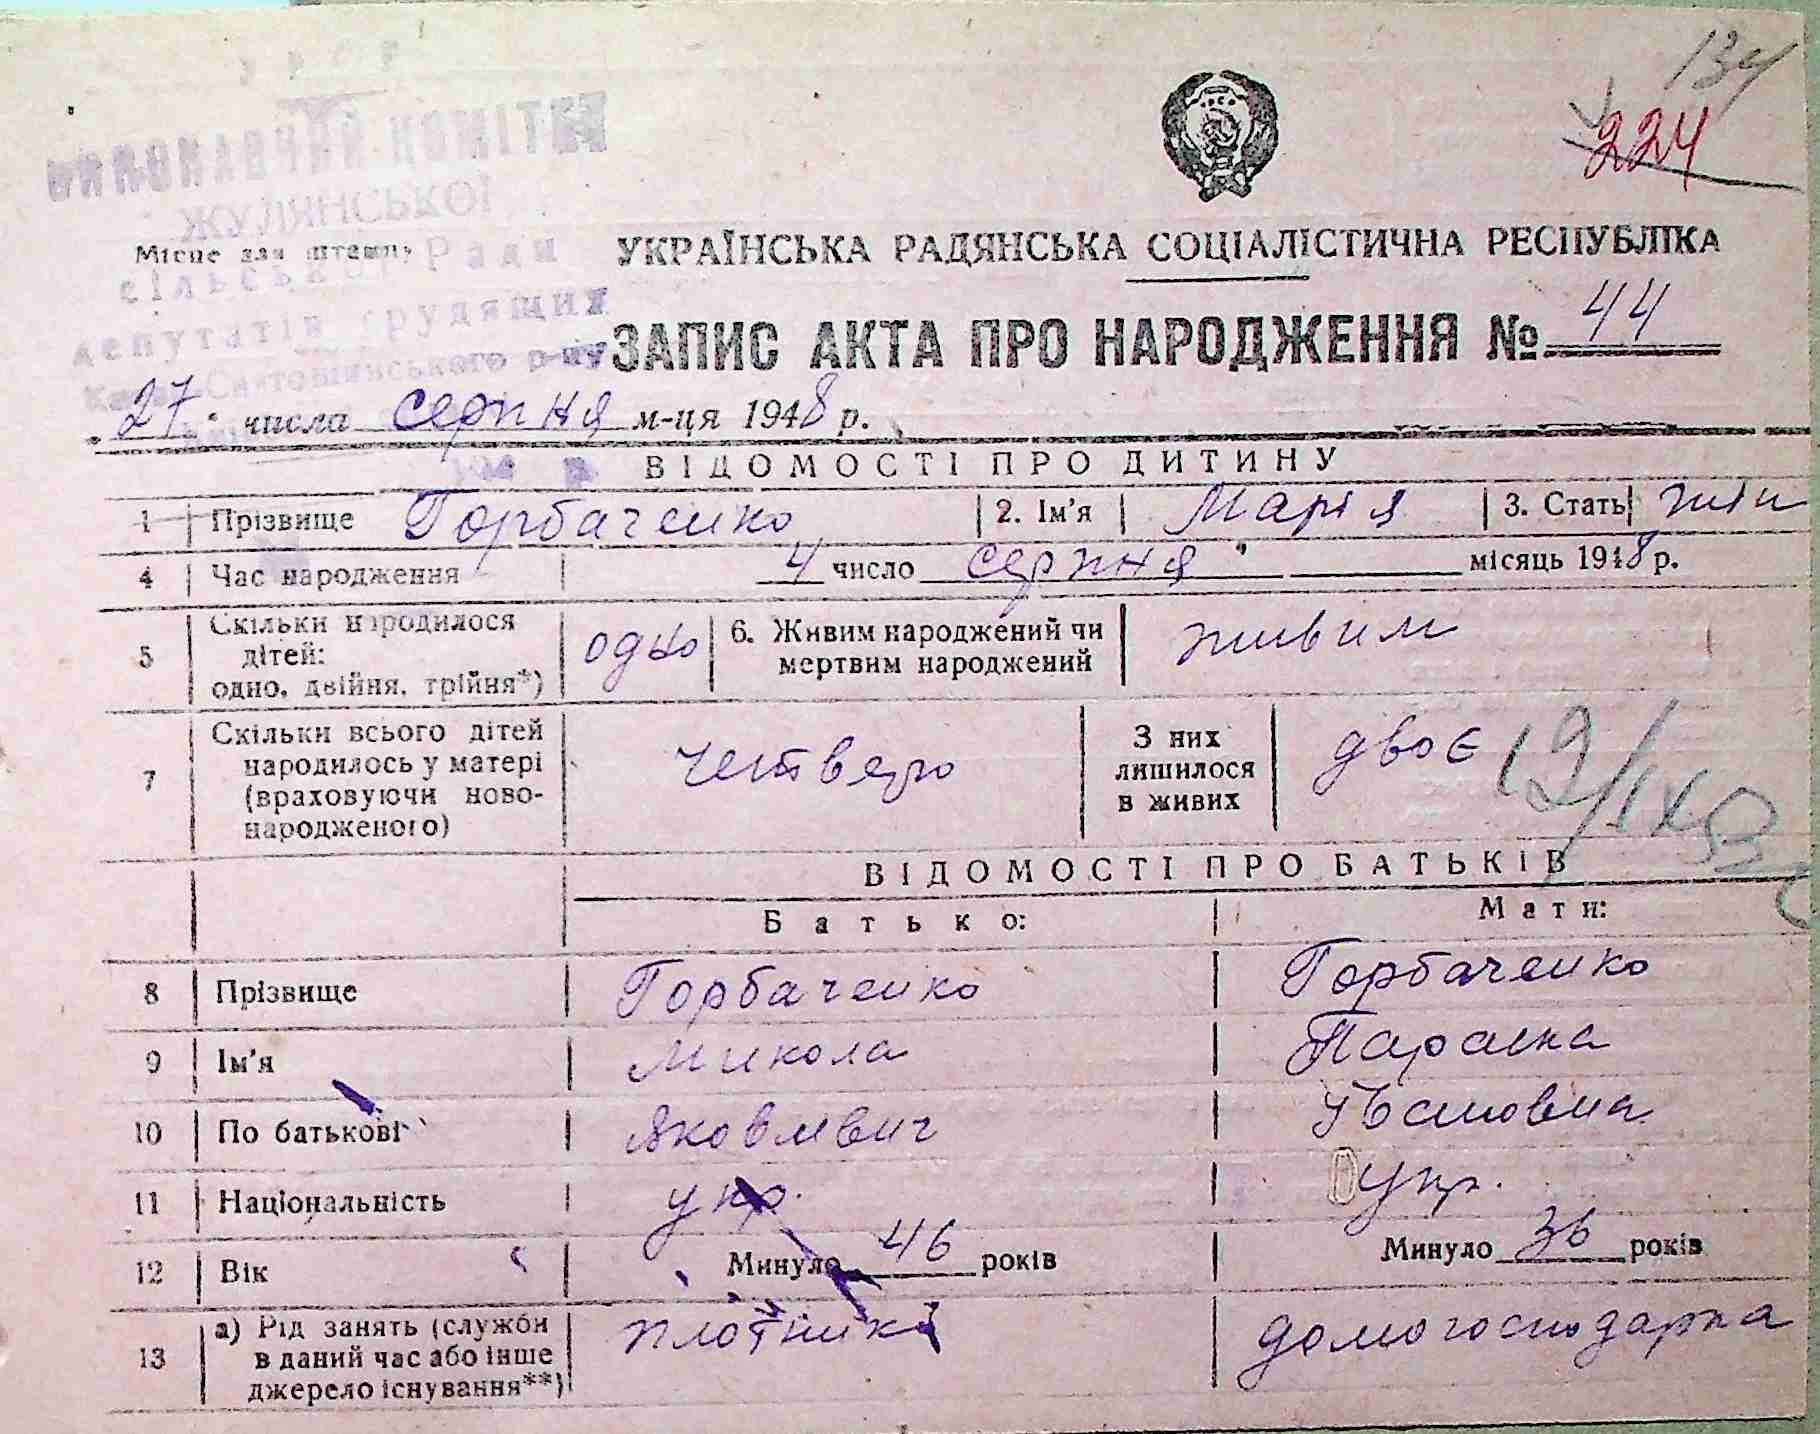 УРСР
134
224
ВИКОНАВЧИЙ КОМІТЕТ
ЖУЛЯНСЬКОЇ
Місце для штампу
сільської Ради
депутатів трудящих
Києво-Святошинського р-ну
УКРАЇНСЬКА РАДЯНСЬКА СОЦІАЛІСТИЧНА РЕСПУБЛІКА
ЗАПИС АКТА ПРО НАРОДЖЕННЯ № 44
"27" числа серпня м-ця 1948 р.
ВІДОМОСТІ ПРО ДИТИНУ
1 Прізвище Горбаченко 2. Ім'я Марія 3. Стать жін
4 Час народження 4 число серпня місяць 1948 р.
5 Скільки народилося дітей: одно, двійня, трійня*) одно 6. Живим народжений чи мертвим народжений живим
7 Скільки всього дітей народилось у матері (враховуючи новонародженого) четверо З них лишилося в живих двоє
ВІДОМОСТІ ПРО БАТЬКІВ
Батько: Мати:
8 Прізвище Горбаченко Горбаченко
9 Ім'я Микола Параска
10 По батькові Яковлевич Івановна
11 Національність укр. укр.
12 Вік Минуло 46 років Минуло 36 років
13 а) Рід занять (служби в даний час або інше джерело існування**) плотник домогосподарка